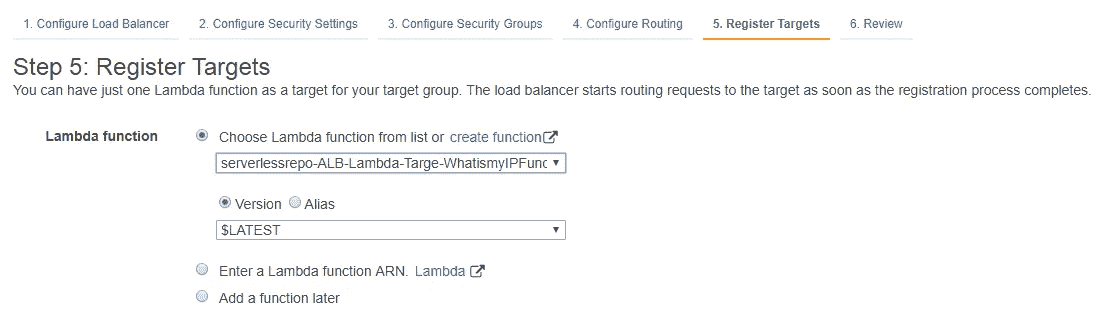 1. Configure Load Balancer 2. Configure Security Settings 3. Configure Security Groups 4. Configure Routing 5. Register Targets 6. Review
Step 5: Register Targets
You can have just one Lambda function as a target for your target group. The load balancer starts routing requests to the target as soon as the registration process completes.
Lambda function Choose Lambda function from list or create function
serverlessrepo-ALB-Lambda-Targe-WhatismyIPFunc
Version Alias
$LATEST
Enter a Lambda function ARN. Lambda
Add a function later